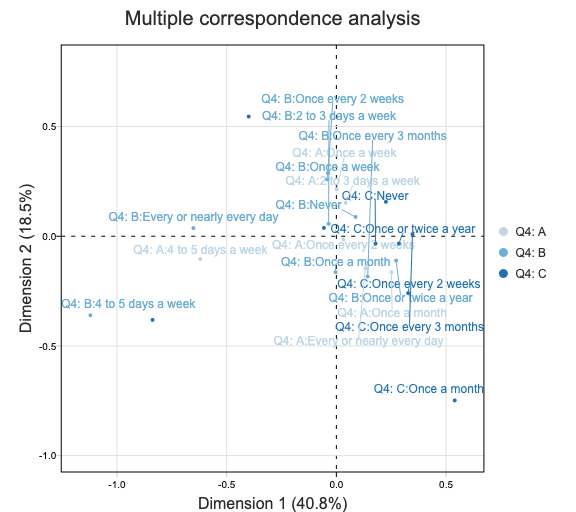 Multiple correspondence analysis
Q4: B:Once every 2 weeks
Q4: B:2 to 3 days a week
0.5
Q4: B:Once every 3 months
Q4: A:Once a week
Q4: B:Once a week
Q4: A:2 to 3 days a week
Q4: C:Never
Q4: B:Never
Q4: B:Every or nearly every day
Q4: C:Once or twice a year
Q4: A
0.0
Q4: A:Once every 2 weeks
Q4: A:4 to 5 days a week
Q4: B
Q4: B:Once a month
Q4: C
Q4: C:Once every 2 weeks
Q4: B:Once or twice a year
Q4: B:4 to 5 days a week
Q4: A:Once a month
Q4: C:Once every 3 months
Q4: A:Every or nearly every day
-0.5
Q4: C:Once a month
-1.0
Dimension 2 (18.5%)
-1.0 -0.5 0.0 0.5
Dimension 1 (40.8%)